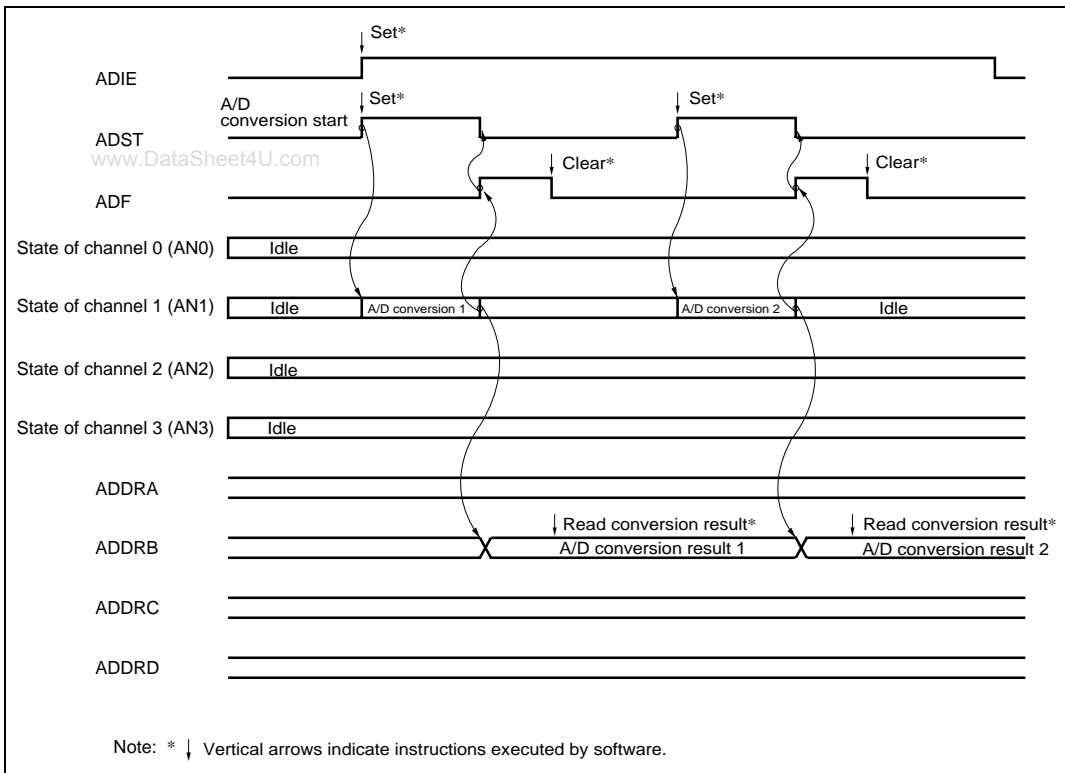 Set*
ADIE
A/D
conversion start
Set*
Set*
ADST
www.DataSheet4U.com
Clear*
Clear*
ADF
State of channel 0 (AN0)
Idle
State of channel 1 (AN1)
Idle
A/D conversion 1
A/D conversion 2
Idle
State of channel 2 (AN2)
Idle
State of channel 3 (AN3)
Idle
ADDRA
Read conversion result*
Read conversion result*
ADDRB
A/D conversion result 1
A/D conversion result 2
ADDRC
ADDRD
Note: * ↓ Vertical arrows indicate instructions executed by software.